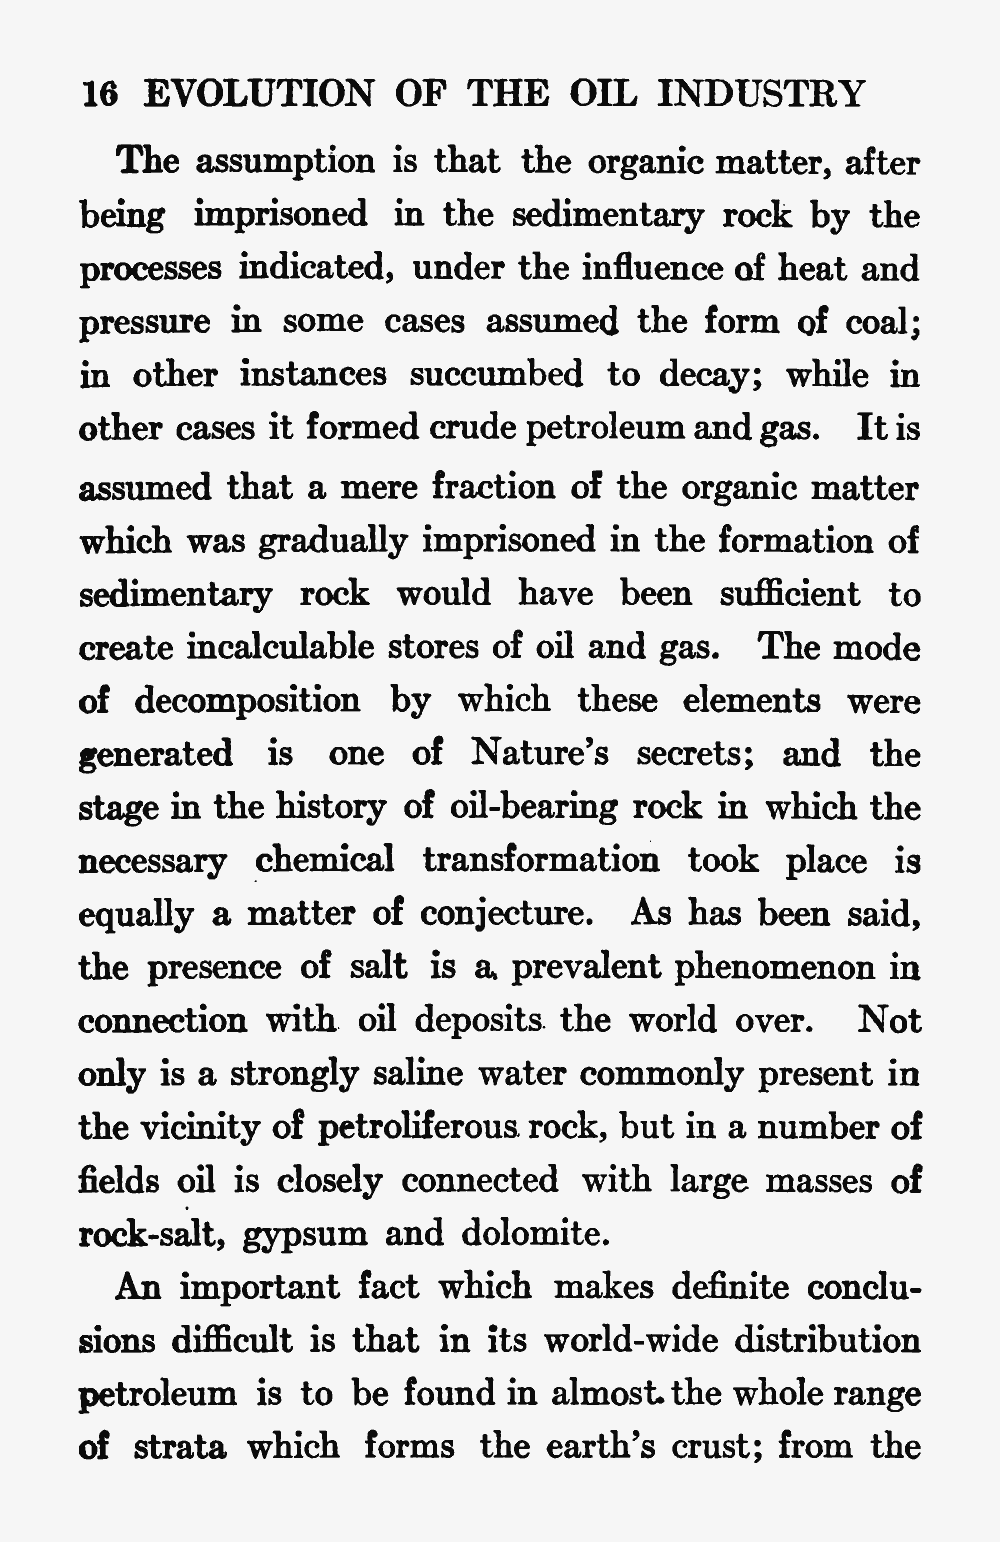 16 EVOLUTION OF THE OIL INDUSTRY
The assumption is that the organic matter, after
being imprisoned in the sedimentary rock by the
processes indicated, under the influence of heat and
pressure in some cases assumed the form of coal;
in other instances succumbed to decay; while in
other cases it formed crude petroleum and gas. It is
assumed that a mere fraction of the organic matter
which was gradually imprisoned in the formation of
sedimentary rock would have been sufficient to
create incalculable stores of oil and gas. The mode
of decomposition by which these elements were
generated is one of Nature's secrets; and the
stage in the history of oil-bearing rock in which the
necessary chemical transformation took place is
equally a matter of conjecture. As has been said,
the presence of salt is a prevalent phenomenon in
connection with oil deposits the world over. Not
only is a strongly saline water commonly present in
the vicinity of petroliferous rock, but in a number of
fields oil is closely connected with large masses of
rock-salt, gypsum and dolomite.
An important fact which makes definite conclu-
sions difficult is that in its world-wide distribution
petroleum is to be found in almost the whole range
of strata which forms the earth's crust; from the